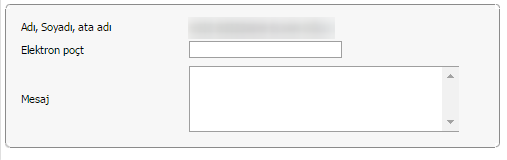 Adı, Soyadı, ata adı
Elektron poçt
Mesaj